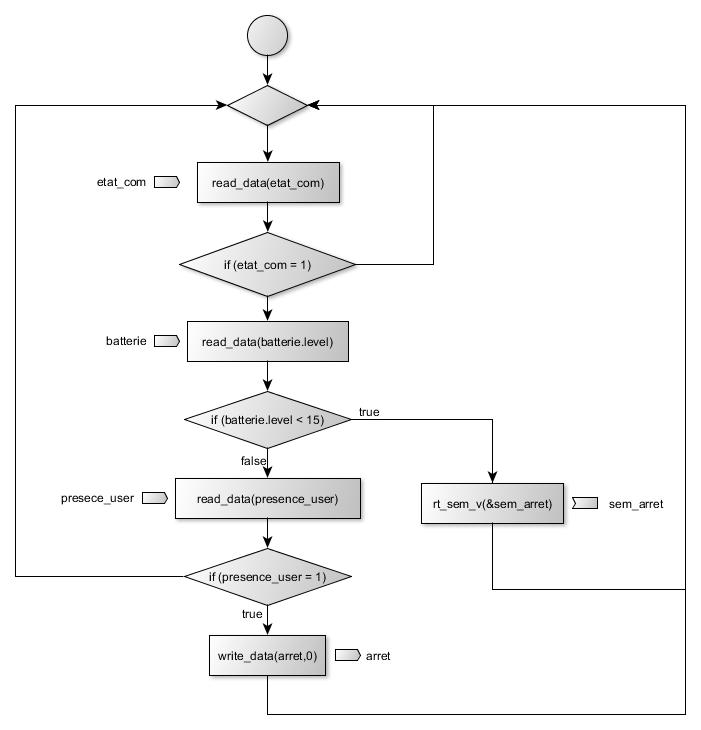 etat_com
read_data(etat_com)
if (etat_com = 1)
batterie
read_data(batterie.level)
if (batterie.level < 15)
true
false
presece_user
read_data(presence_user)
rt_sem_v(&sem_arret)
sem_arret
if (presence_user = 1)
true
write_data(arret,0)
arret